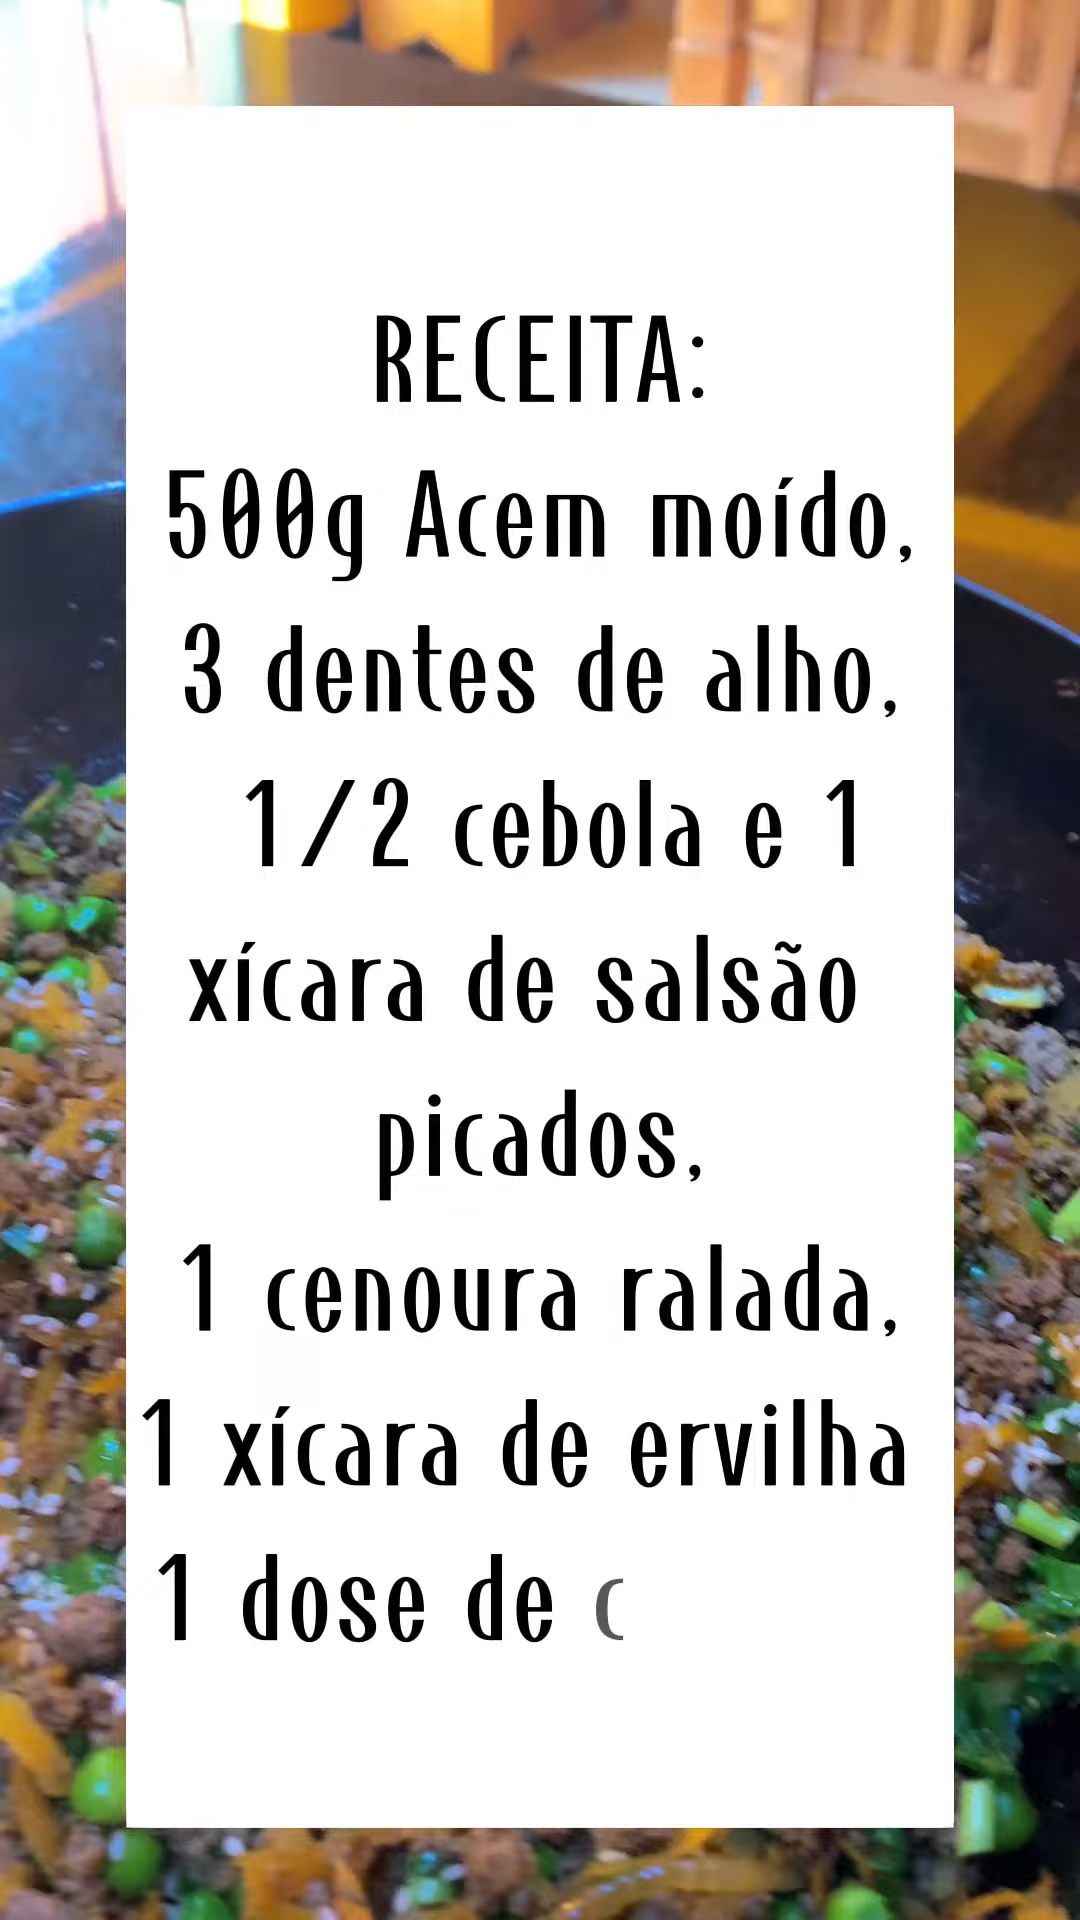 RECEITA:
500g Acem moído,
3 dentes de alho,
1/2 cebola e 1
xícara de salsão
picados,
1 cenoura ralada,
1 xícara de ervilha
1 dose de c